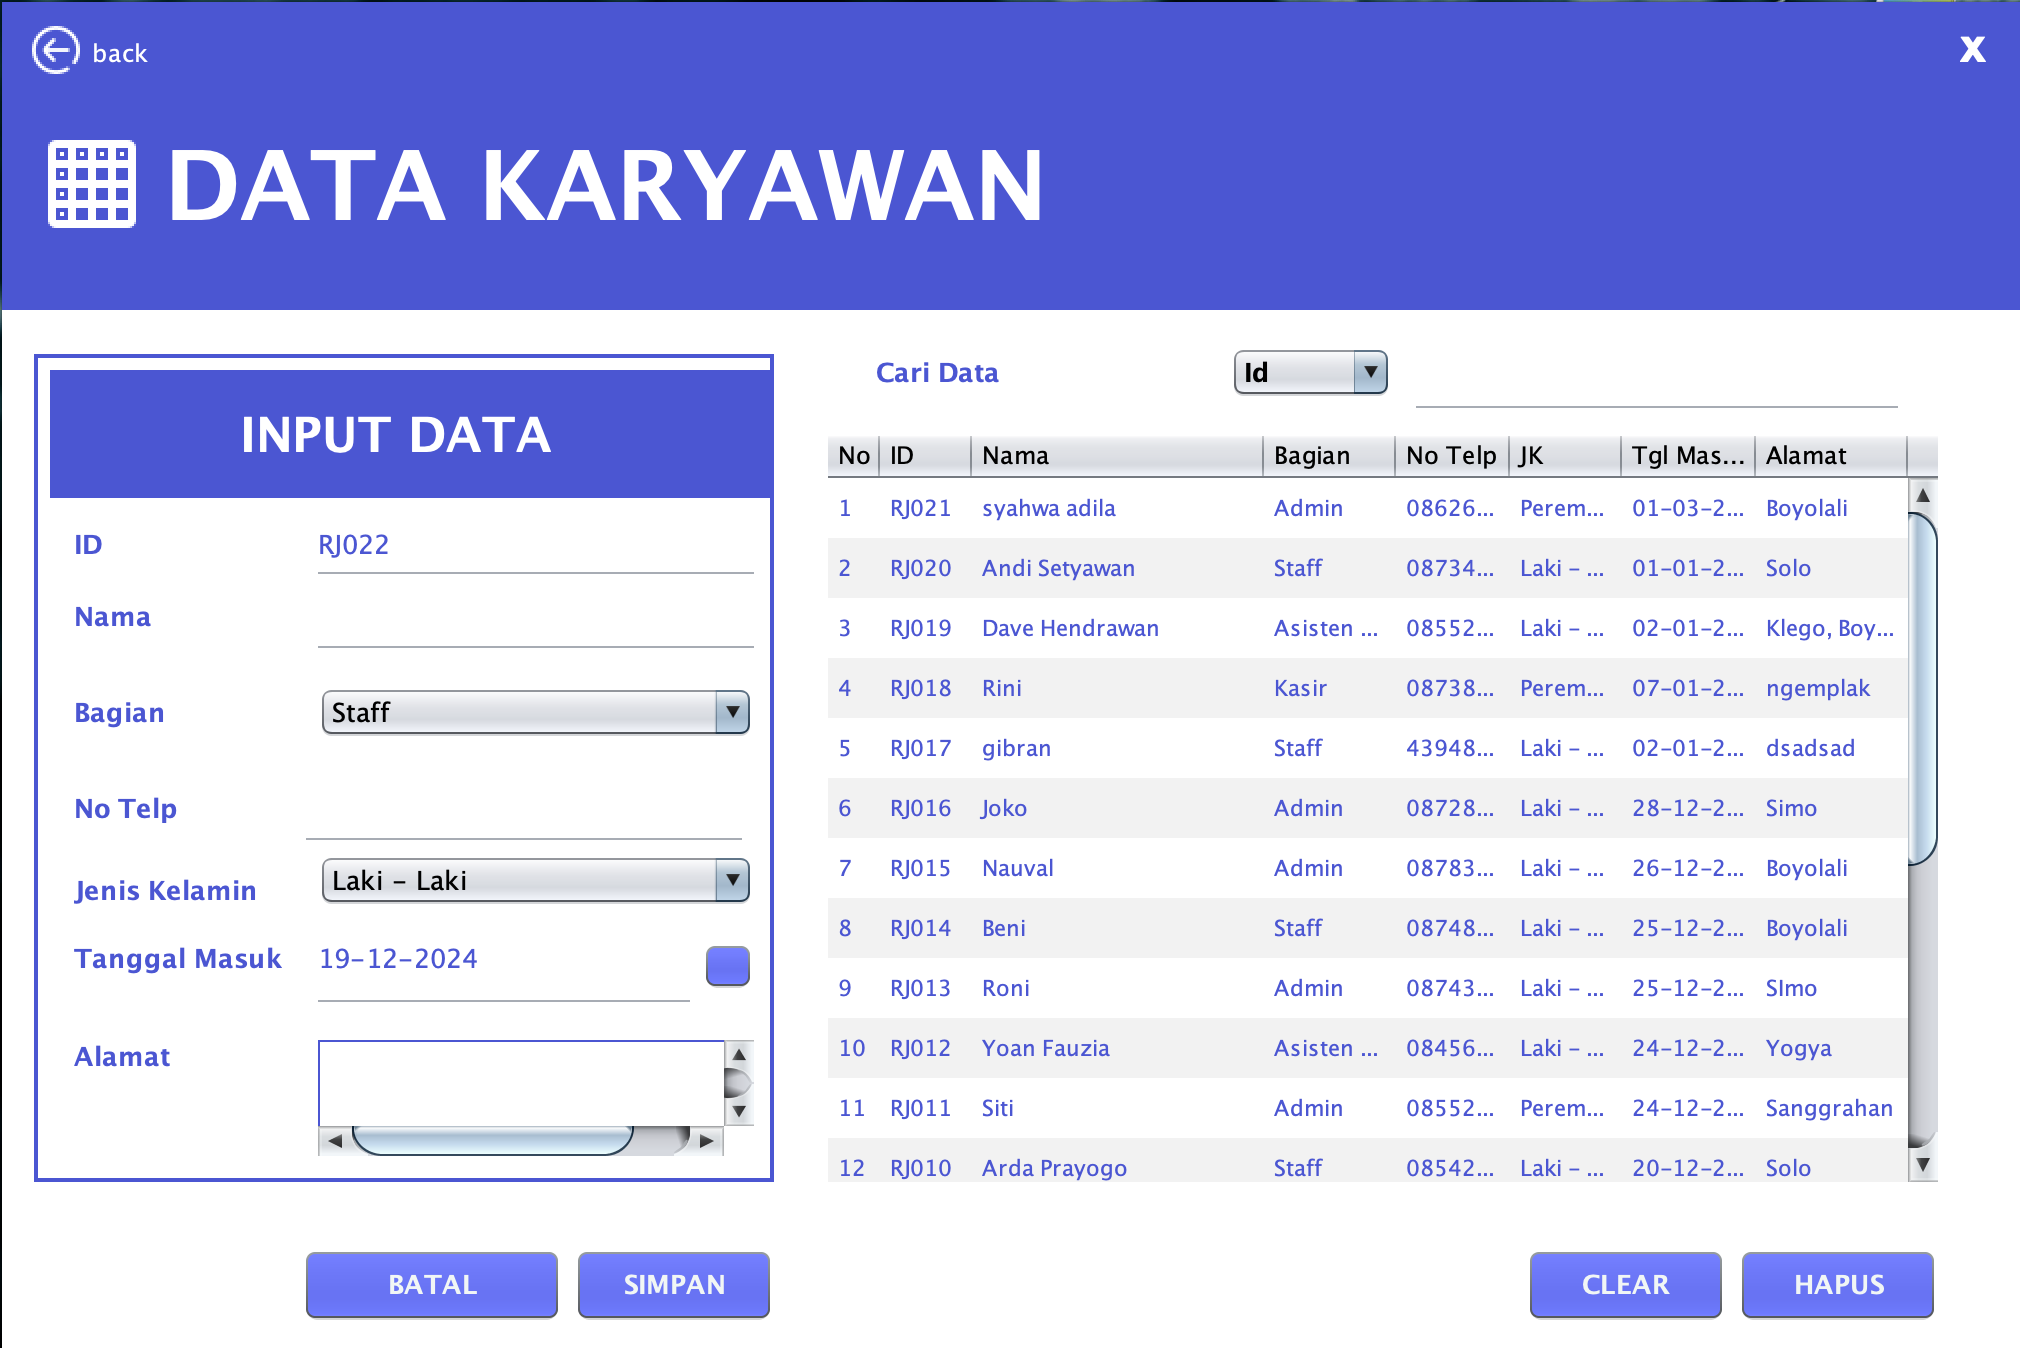 back
X
DATA KARYAWAN
INPUT DATA
ID RJ022
Nama
Bagian Staff
No Telp
Jenis Kelamin Laki - Laki
Tanggal Masuk 19-12-2024
Alamat
BATAL SIMPAN
Cari Data Id
No ID Nama Bagian No Telp JK Tgl Mas... Alamat
1 RJ021 syahwa adila Admin 08626... Perem... 01-03-2... Boyolali
2 RJ020 Andi Setyawan Staff 08734... Laki - ... 01-01-2... Solo
3 RJ019 Dave Hendrawan Asisten ... 08552... Laki - ... 02-01-2... Klego, Boy...
4 RJ018 Rini Kasir 08738... Perem... 07-01-2... ngemplak
5 RJ017 gibran Staff 43948... Laki - ... 02-01-2... dsadsad
6 RJ016 Joko Admin 08728... Laki - ... 28-12-2... Simo
7 RJ015 Nauval Admin 08783... Laki - ... 26-12-2... Boyolali
8 RJ014 Beni Staff 08748... Laki - ... 25-12-2... Boyolali
9 RJ013 Roni Admin 08743... Laki - ... 25-12-2... SImo
10 RJ012 Yoan Fauzia Asisten ... 08456... Laki - ... 24-12-2... Yogya
11 RJ011 Siti Admin 08552... Perem... 24-12-2... Sanggrahan
12 RJ010 Arda Prayogo Staff 08542... Laki - ... 20-12-2... Solo
CLEAR HAPUS